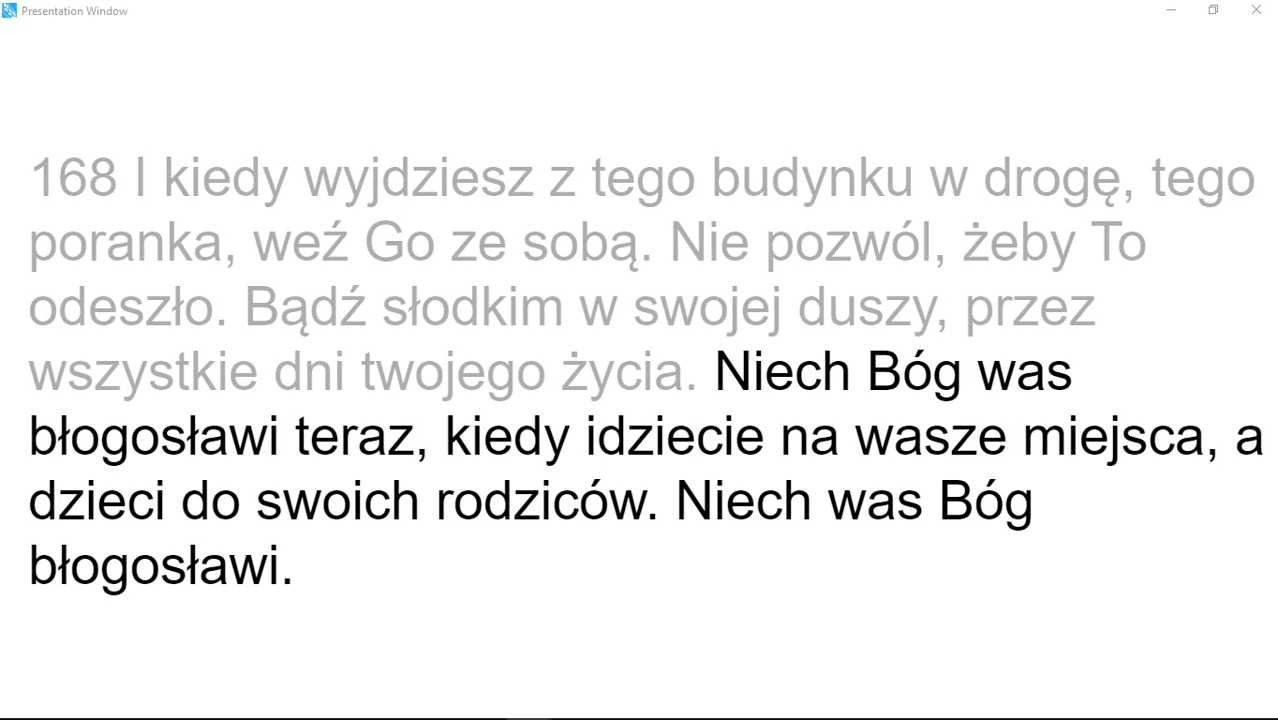 Presentation Window
168 I kiedy wyjdziesz z tego budynku w drogę, tego
poranka, weź Go ze sobą. Nie pozwól, żeby To
odeszło. Bądź słodkim w swojej duszy, przez
wszystkie dni twojego życia. Niech Bóg was
błogosławi teraz, kiedy idziecie na wasze miejsca, a
dzieci do swoich rodziców. Niech was Bóg
błogosławi.